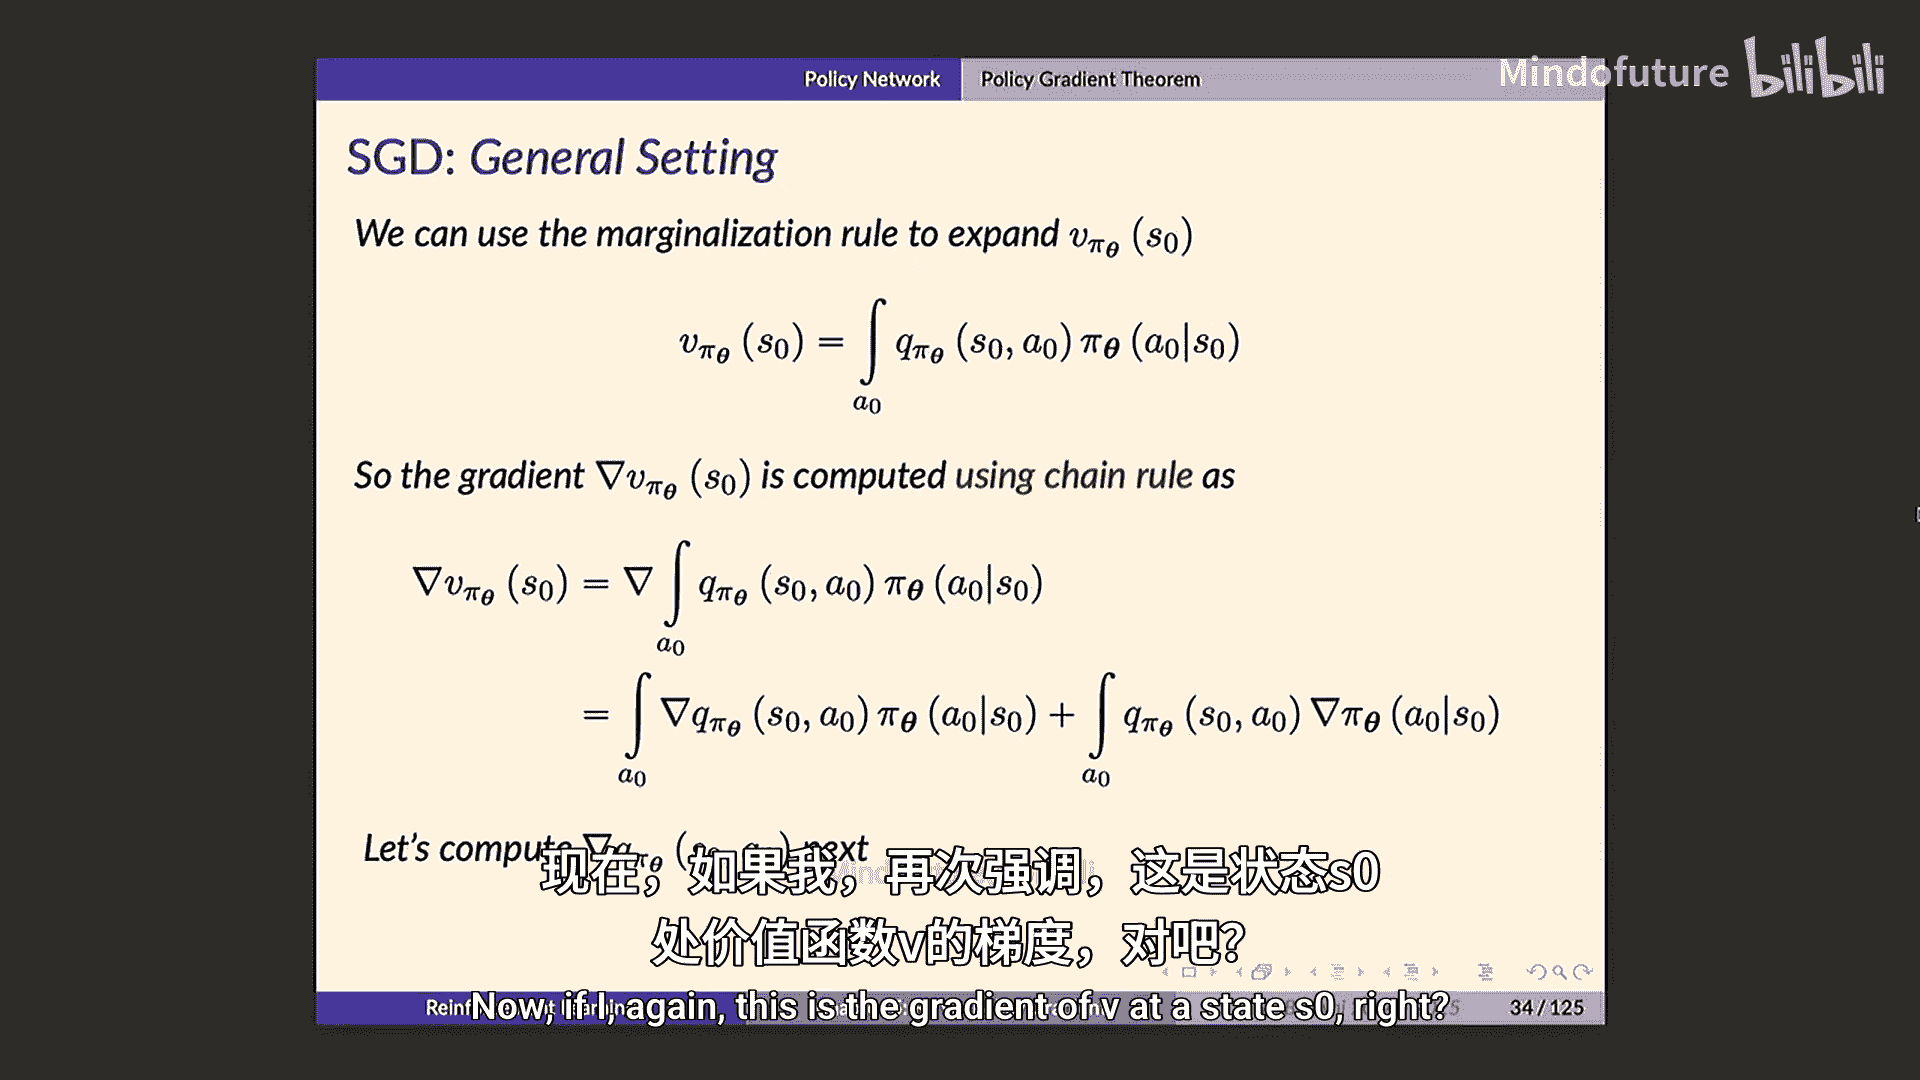 Policy Network Policy Gradient Theorem
Mindofuture bilibili
SGD: General Setting
We can use the marginalization rule to expand v_{π_θ} (s_0)
v_{π_θ} (s_0) = ∫_{a_0} q_{π_θ} (s_0, a_0) π_θ (a_0|s_0)
So the gradient ∇v_{π_θ} (s_0) is computed using chain rule as
∇v_{π_θ} (s_0) = ∇ ∫_{a_0} q_{π_θ} (s_0, a_0) π_θ (a_0|s_0)
= ∫_{a_0} ∇q_{π_θ} (s_0, a_0) π_θ (a_0|s_0) + ∫_{a_0} q_{π_θ} (s_0, a_0) ∇π_θ (a_0|s_0)
Let's compute ∇q_{π_θ} (s_0, a_0) next
现在，如果我，再次强调，这是状态s0
处价值函数v的梯度，对吧？
Now, if I, again, this is the gradient of v at a state s0, right?
34 / 125